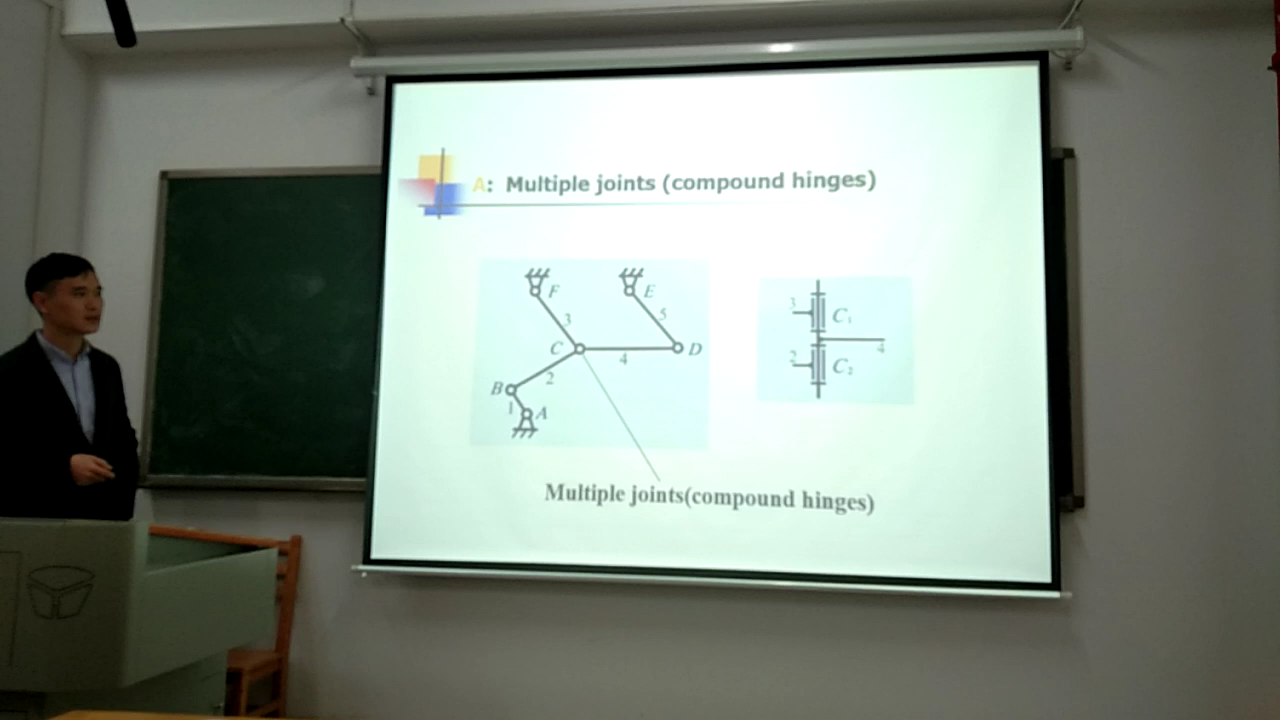 A: Multiple joints (compound hinges)
F
E
3
5
C
D
4
2
B
1
A
3
C₁
4
2
C₂
Multiple joints(compound hinges)